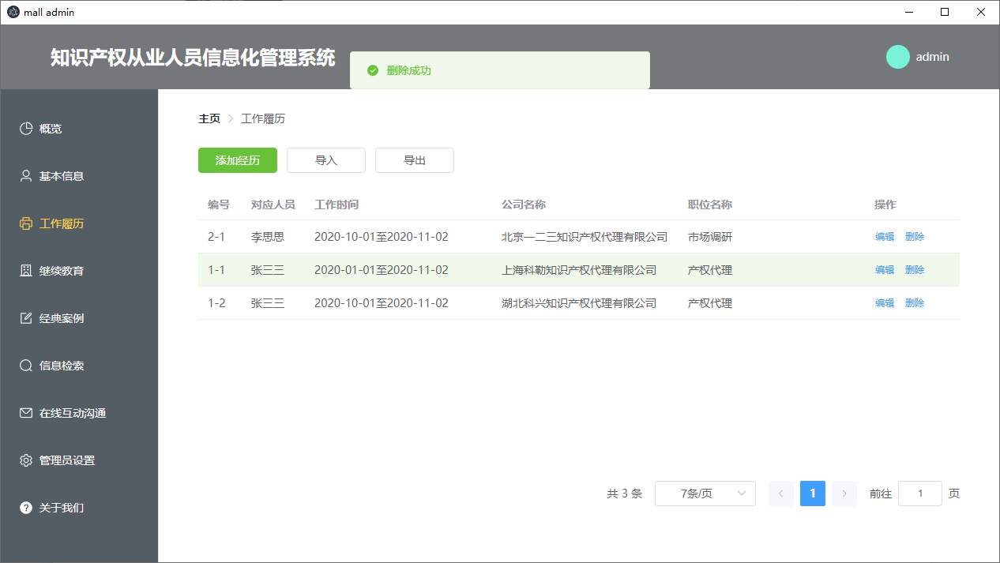 mall admin
知识产权从业人员信息化管理系统
删除成功
admin
概览
基本信息
工作履历
继续教育
经典案例
信息检索
在线互动沟通
管理员设置
关于我们
主页 工作履历
添加经历 导入 导出
编号 对应人员 工作时间 公司名称 职位名称 操作
2-1 李思思 2020-10-01至2020-11-02 北京一二三知识产权代理有限公司 市场调研 编辑 删除
1-1 张三三 2020-01-01至2020-11-02 上海科勒知识产权代理有限公司 产权代理 编辑 删除
1-2 张三三 2020-10-01至2020-11-02 湖北科兴知识产权代理有限公司 产权代理 编辑 删除
共 3 条 7条/页 1 前往 1 页